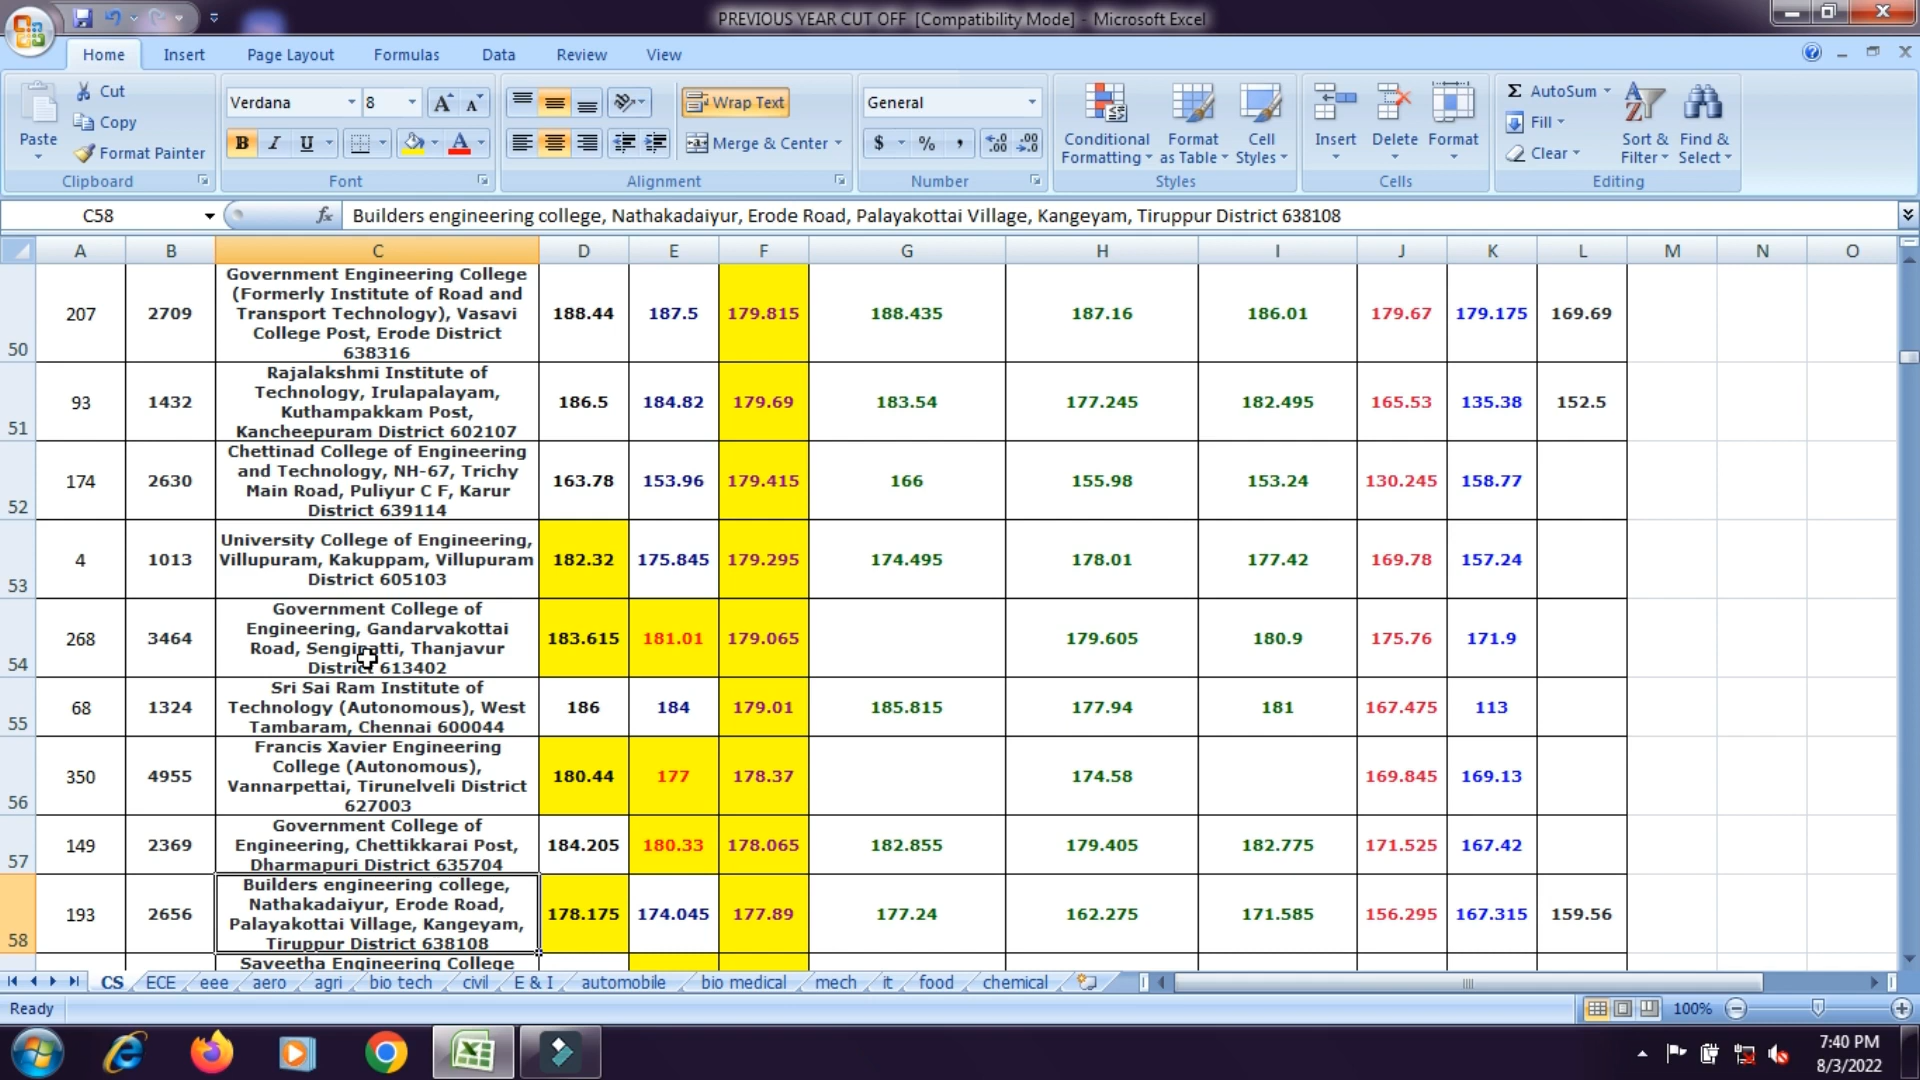 PREVIOUS YEAR CUT OFF [Compatibility Mode] - Microsoft Excel
Home Insert Page Layout Formulas Data Review View
Paste
Cut
Copy
Format Painter
Clipboard
Verdana 8
B I U
Font
Wrap Text
Merge & Center
Alignment
General
$ % ,
Number
Conditional Formatting
Format as Table
Cell Styles
Styles
Insert Delete Format
Cells
Σ AutoSum
Fill
Clear
Sort & Filter
Find & Select
Editing
C58 fx Builders engineering college, Nathakadaiyur, Erode Road, Palayakottai Village, Kangeyam, Tiruppur District 638108
A B C D E F G H I J K L M N O
50 207 2709
Government Engineering College
(Formerly Institute of Road and
Transport Technology), Vasavi
College Post, Erode District
638316
188.44 187.5 179.815 188.435 187.16 186.01 179.67 179.175 169.69
51 93 1432
Rajalakshmi Institute of
Technology, Irulapalayam,
Kuthampakkam Post,
Kancheepuram District 602107
186.5 184.82 179.69 183.54 177.245 182.495 165.53 135.38 152.5
52 174 2630
Chettinad College of Engineering
and Technology, NH-67, Trichy
Main Road, Puliyur C F, Karur
District 639114
163.78 153.96 179.415 166 155.98 153.24 130.245 158.77
53 4 1013
University College of Engineering,
Villupuram, Kakuppam, Villupuram
District 605103
182.32 175.845 179.295 174.495 178.01 177.42 169.78 157.24
54 268 3464
Government College of
Engineering, Gandarvakottai
Road, Sengipatti, Thanjavur
District 613402
183.615 181.01 179.065 179.605 180.9 175.76 171.9
55 68 1324
Sri Sai Ram Institute of
Technology (Autonomous), West
Tambaram, Chennai 600044
186 184 179.01 185.815 177.94 181 167.475 113
56 350 4955
Francis Xavier Engineering
College (Autonomous),
Vannarpettai, Tirunelveli District
627003
180.44 177 178.37 174.58 169.845 169.13
57 149 2369
Government College of
Engineering, Chettikkarai Post,
Dharmapuri District 635704
184.205 180.33 178.065 182.855 179.405 182.775 171.525 167.42
58 193 2656
Builders engineering college,
Nathakadaiyur, Erode Road,
Palayakottai Village, Kangeyam,
Tiruppur District 638108
178.175 174.045 177.89 177.24 162.275 171.585 156.295 167.315 159.56
Saveetha Engineering College
CS ECE eee aero agri bio tech civil E & I automobile bio medical mech it food chemical
Ready 100%
7:40 PM
8/3/2022